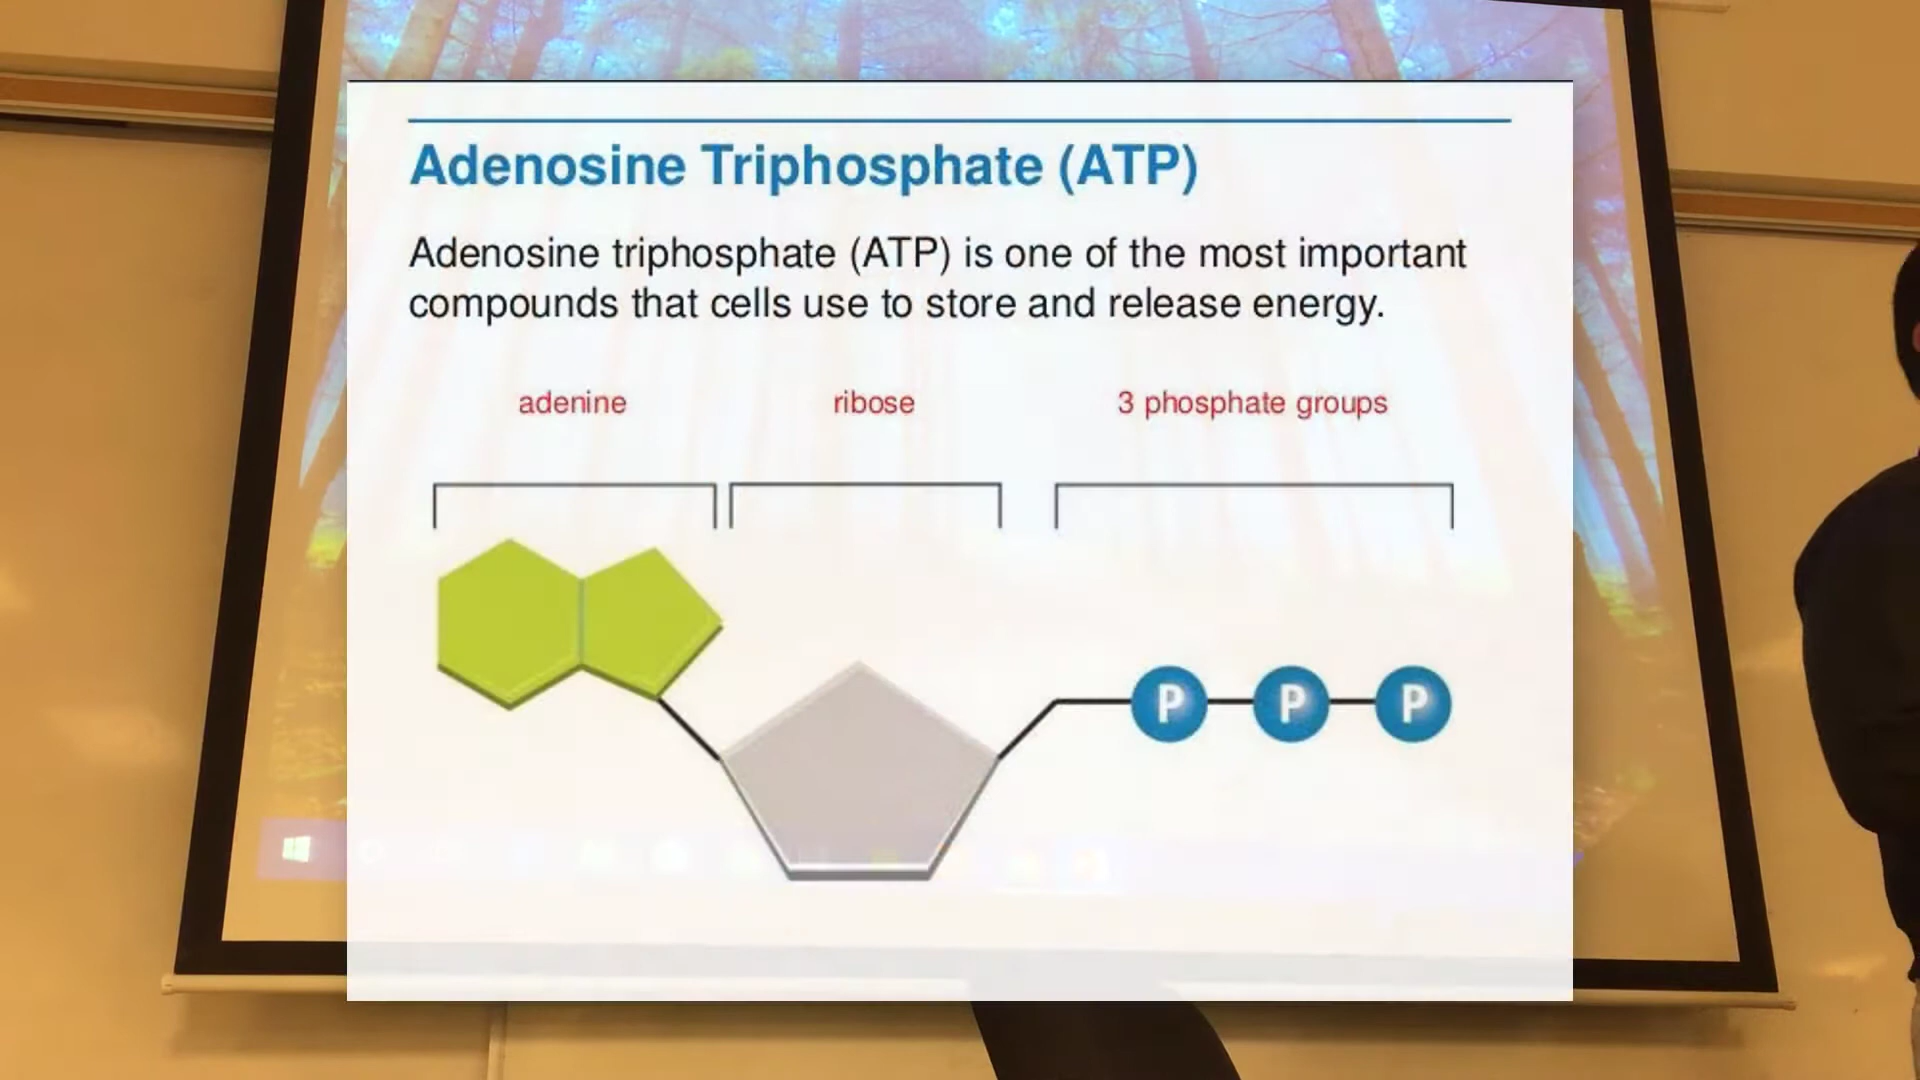 Adenosine Triphosphate (ATP)
Adenosine triphosphate (ATP) is one of the most important
compounds that cells use to store and release energy.
adenine ribose 3 phosphate groups
P P P